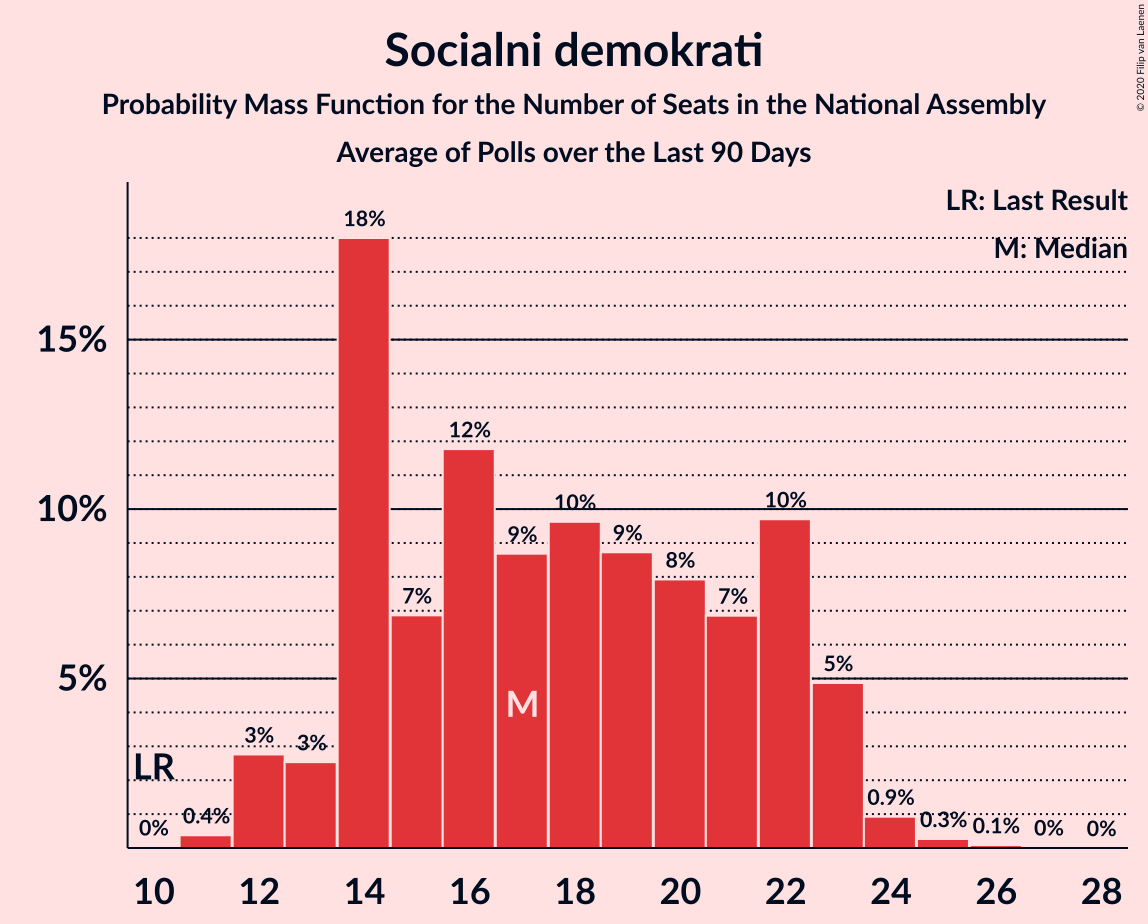 Socialni demokrati
Probability Mass Function for the Number of Seats in the National Assembly
Average of Polls over the Last 90 Days
© 2020 Filip van Laenen
LR: Last Result
M: Median
15%
10%
5%
0%
0.4%
3%
3%
18%
7%
12%
9%
10%
9%
8%
7%
10%
5%
0.9%
0.3%
0.1%
0%
0%
LR
M
10 12 14 16 18 20 22 24 26 28